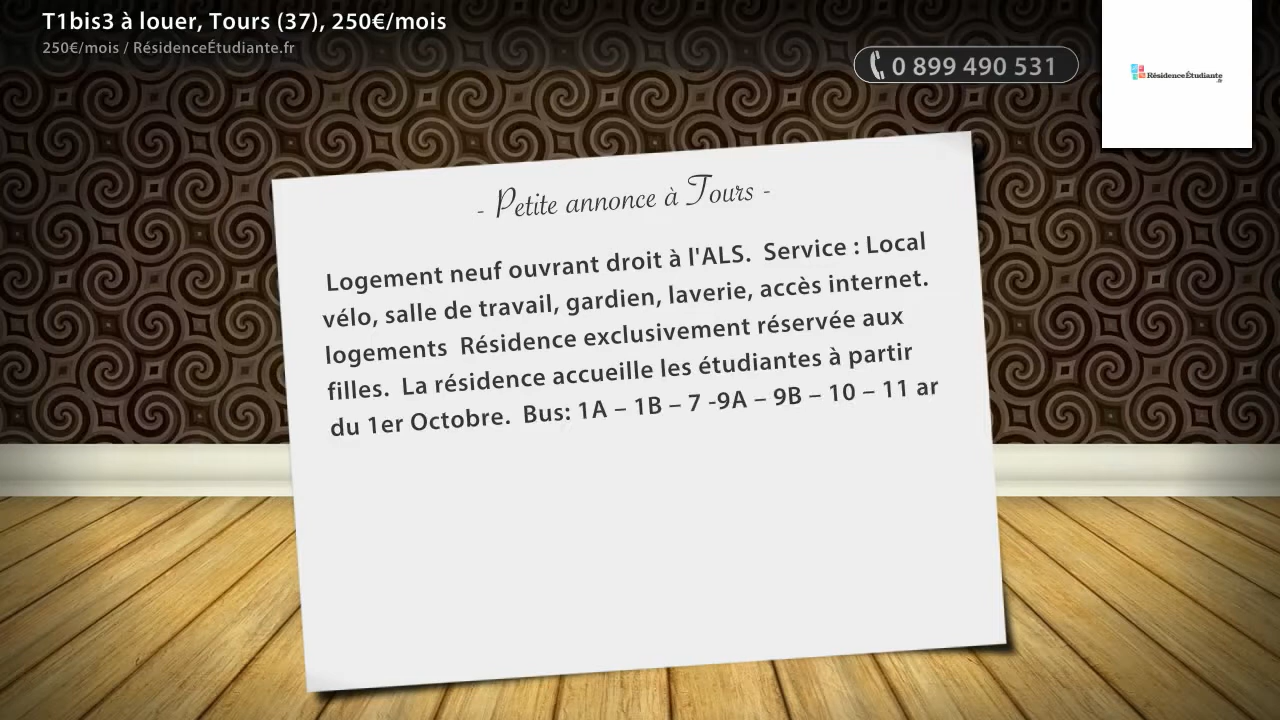 T1bis3 à louer, Tours (37), 250€/mois
250€/mois / RésidenceÉtudiante.fr
0 899 490 531
RésidenceÉtudiante
.fr
- Petite annonce à Tours -
Logement neuf ouvrant droit à l'ALS.  Service : Local
vélo, salle de travail, gardien, laverie, accès internet.
logements  Résidence exclusivement réservée aux
filles.  La résidence accueille les étudiantes à partir
du 1er Octobre.  Bus: 1A – 1B – 7 -9A – 9B – 10 – 11 ar